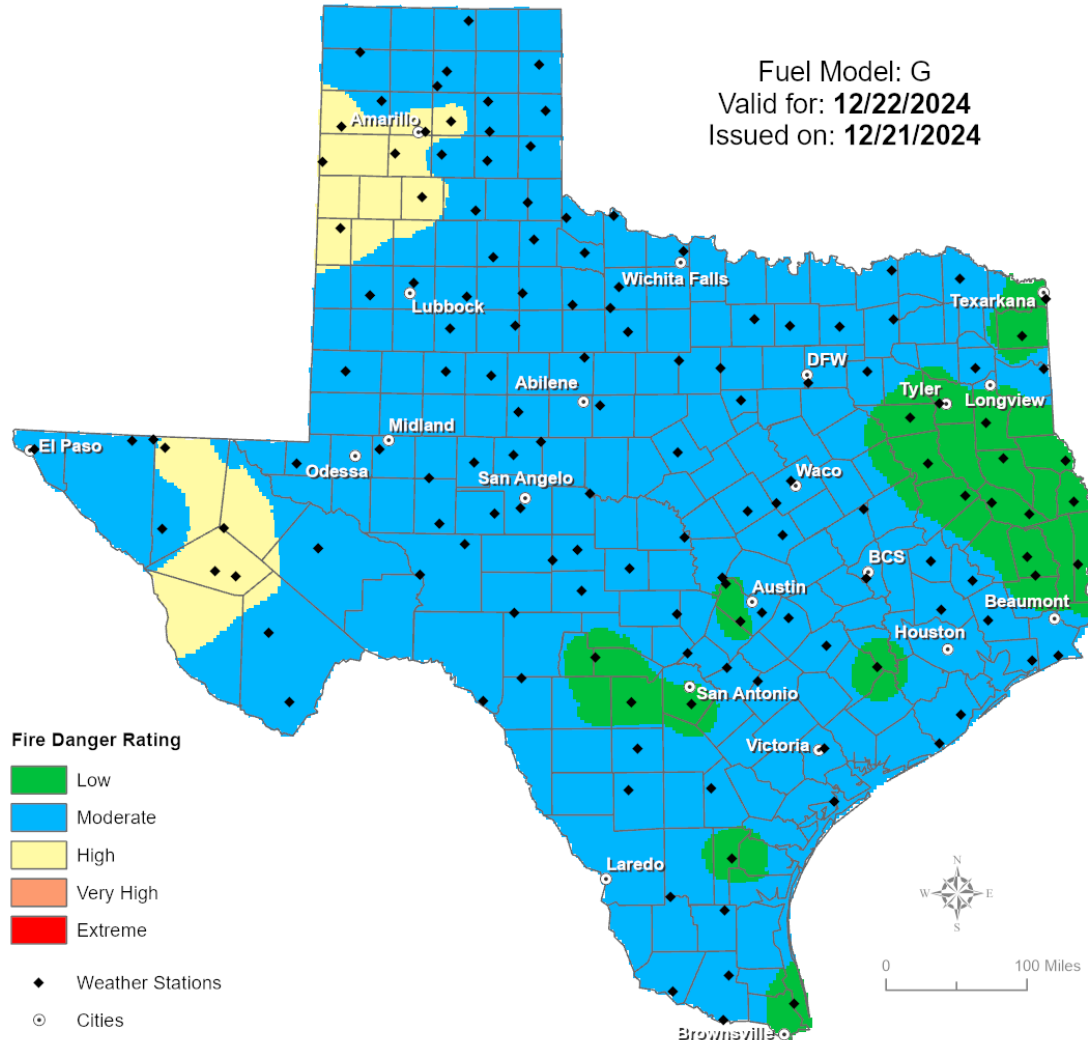 Fuel Model: G
Valid for: 12/22/2024
Issued on: 12/21/2024
Amarillo
Wichita Falls
Lubbock
Texarkana
DFW
Abilene
Tyler
Longview
Midland
El Paso
Odessa
San Angelo
Waco
BCS
Austin
Beaumont
Houston
San Antonio
Victoria
Laredo
Brownsville
Fire Danger Rating
Low
Moderate
High
Very High
Extreme
Weather Stations
Cities
N
W E
S
0 100 Miles